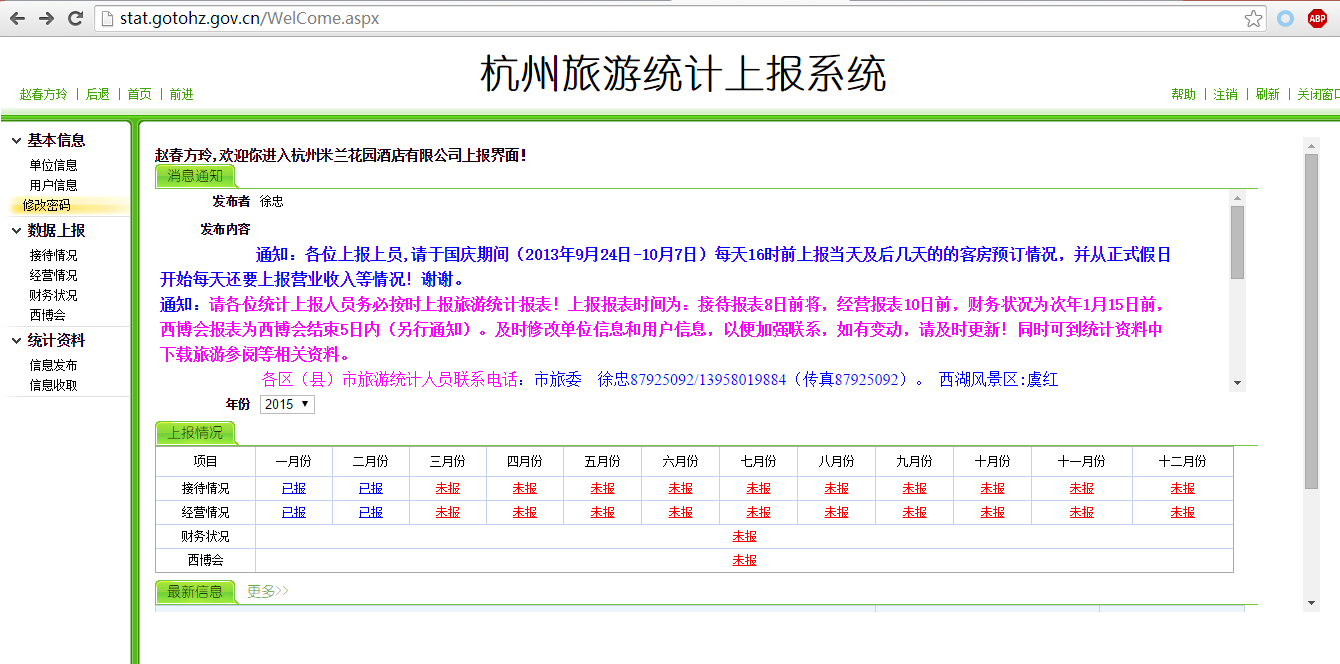 stat.gotohz.gov.cn/WelCome.aspx
ABP
杭州旅游统计上报系统
赵春方玲 | 后退 | 首页 | 前进
帮助 | 注销 | 刷新 | 关闭窗口
基本信息
单位信息
用户信息
修改密码
数据上报
接待情况
经营情况
财务状况
西博会
统计资料
信息发布
信息收取
赵春方玲,欢迎你进入杭州米兰花园酒店有限公司上报界面!
消息通知
发布者 徐忠
发布内容
通知：各位上报上员,请于国庆期间（2013年9月24日-10月7日）每天16时前上报当天及后几天的的客房预订情况，并从正式假日
开始每天还要上报营业收入等情况！谢谢。
通知：请各位统计上报人员务必按时上报旅游统计报表！上报报表时间为：接待报表8日前将，经营报表10日前，财务状况为次年1月15日前，
西博会报表为西博会结束5日内（另行通知）。及时修改单位信息和用户信息，以便加强联系，如有变动，请及时更新！同时可到统计资料中
下载旅游参阅等相关资料。
各区（县）市旅游统计人员联系电话：市旅委 徐忠87925092/13958019884（传真87925092）。 西湖风景区:虞红
年份 2015
上报情况
项目 一月份 二月份 三月份 四月份 五月份 六月份 七月份 八月份 九月份 十月份 十一月份 十二月份
接待情况 已报 已报 未报 未报 未报 未报 未报 未报 未报 未报 未报 未报
经营情况 已报 已报 未报 未报 未报 未报 未报 未报 未报 未报 未报 未报
财务状况 未报
西博会 未报
最新信息 更多>>